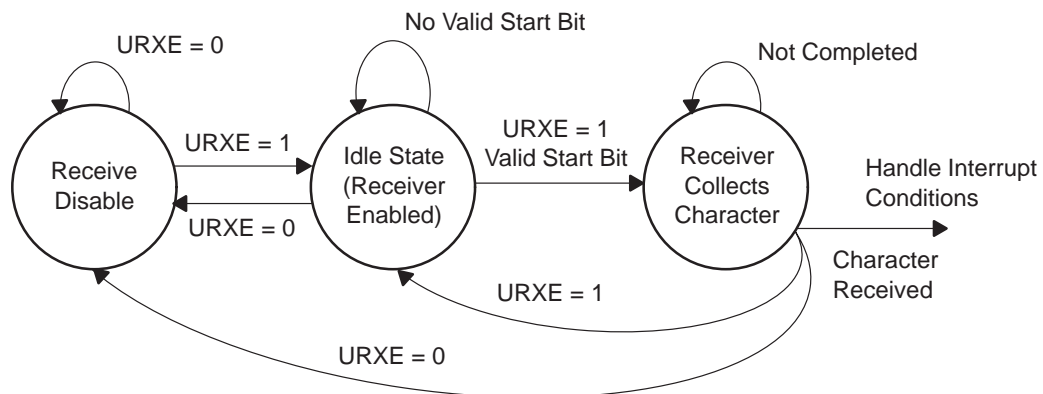 No Valid Start Bit
URXE = 0
Not Completed
URXE = 1
Receive
Disable
URXE = 0
Idle State
(Receiver
Enabled)
URXE = 1
Valid Start Bit
Receiver
Collects
Character
Handle Interrupt
Conditions
Character
Received
URXE = 1
URXE = 0